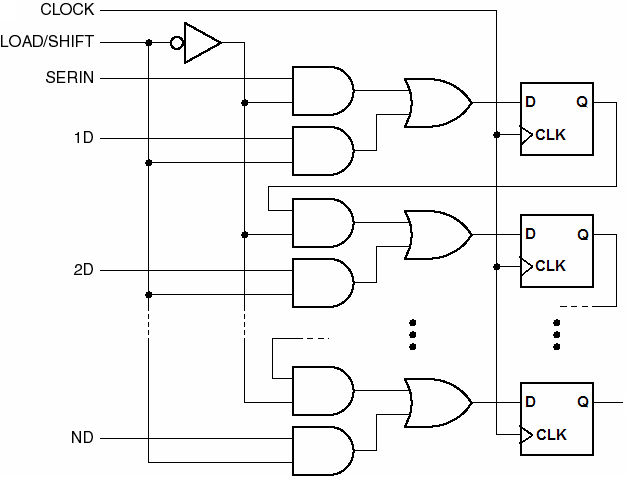 CLOCK
LOAD/SHIFT
SERIN
D Q
1D
CLK
D Q
2D
CLK
D Q
ND
CLK